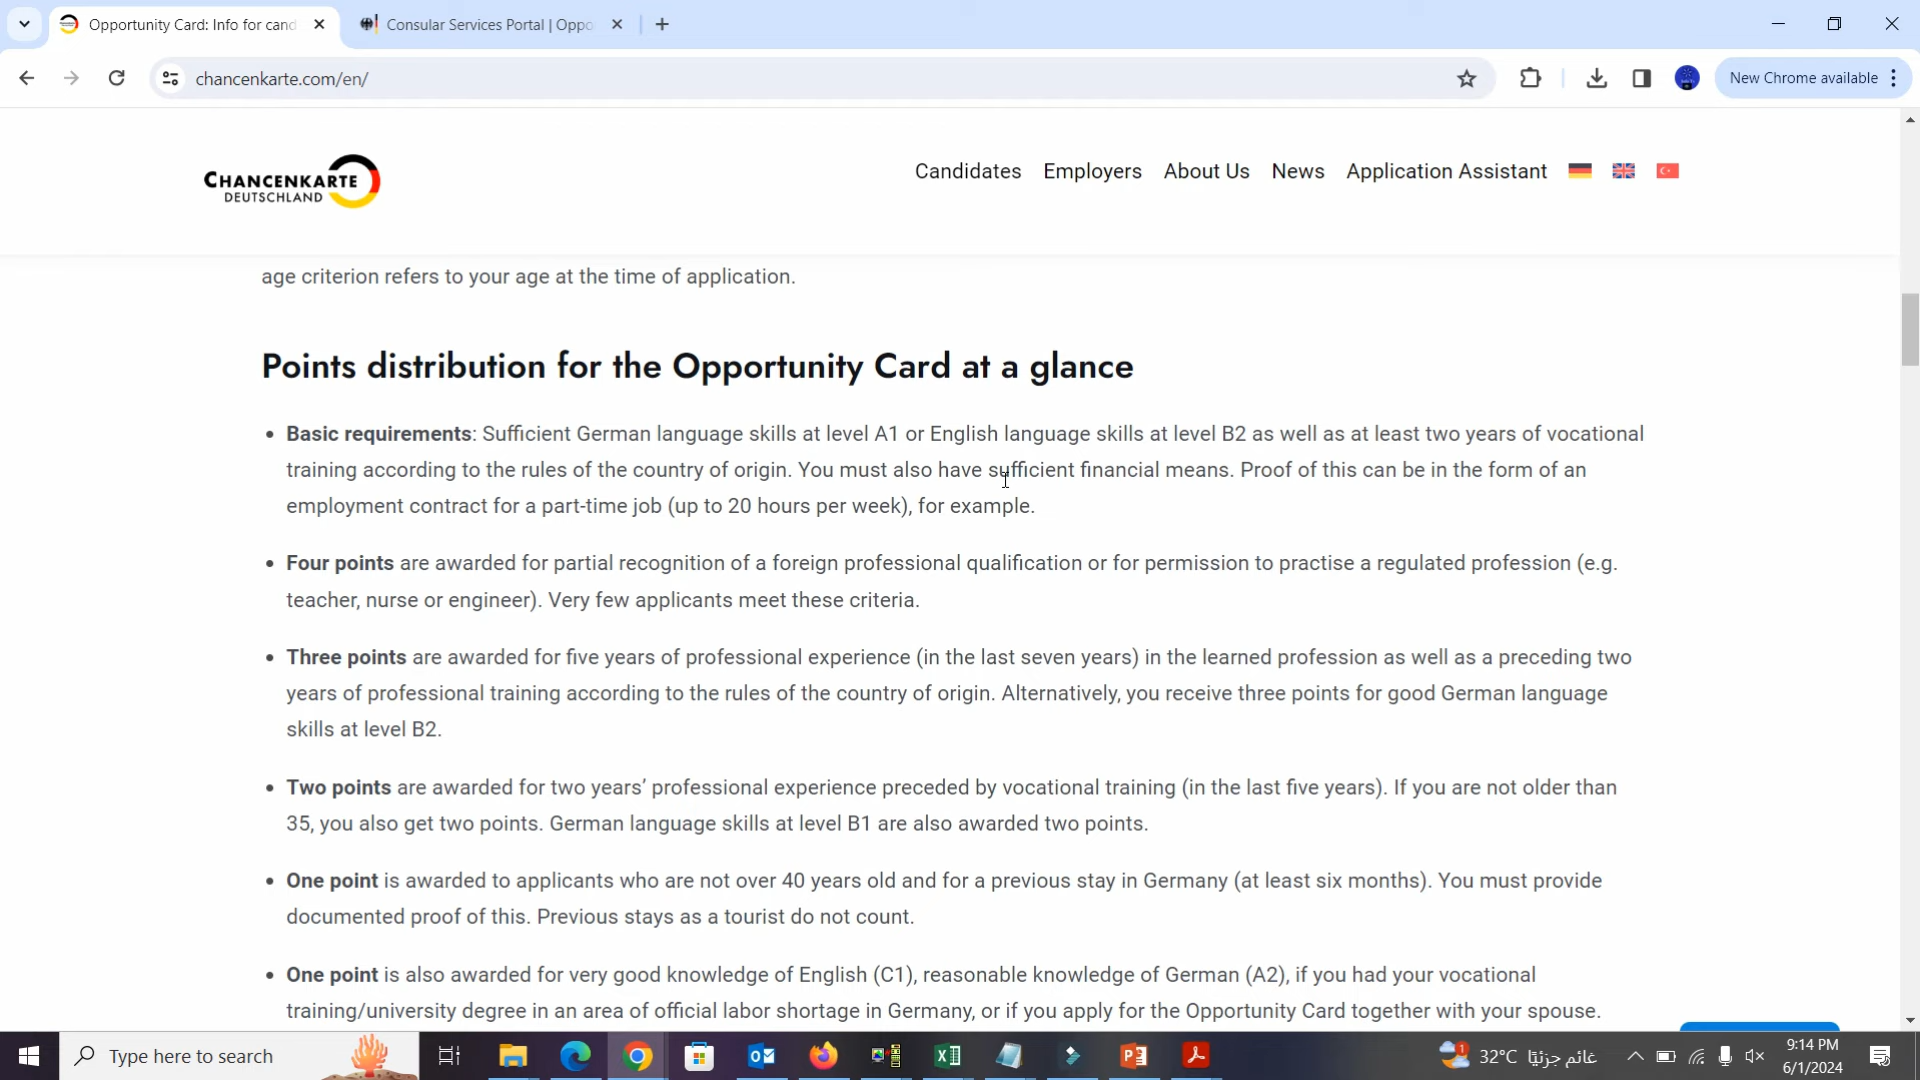 Opportunity Card: Info for cand
Consular Services Portal | Oppo
chancenkarte.com/en/
New Chrome available
CHANCENKARTE
DEUTSCHLAND
Candidates Employers About Us News Application Assistant
age criterion refers to your age at the time of application.
Points distribution for the Opportunity Card at a glance
• Basic requirements: Sufficient German language skills at level A1 or English language skills at level B2 as well as at least two years of vocational
training according to the rules of the country of origin. You must also have sufficient financial means. Proof of this can be in the form of an
employment contract for a part-time job (up to 20 hours per week), for example.
• Four points are awarded for partial recognition of a foreign professional qualification or for permission to practise a regulated profession (e.g.
teacher, nurse or engineer). Very few applicants meet these criteria.
• Three points are awarded for five years of professional experience (in the last seven years) in the learned profession as well as a preceding two
years of professional training according to the rules of the country of origin. Alternatively, you receive three points for good German language
skills at level B2.
• Two points are awarded for two years’ professional experience preceded by vocational training (in the last five years). If you are not older than
35, you also get two points. German language skills at level B1 are also awarded two points.
• One point is awarded to applicants who are not over 40 years old and for a previous stay in Germany (at least six months). You must provide
documented proof of this. Previous stays as a tourist do not count.
• One point is also awarded for very good knowledge of English (C1), reasonable knowledge of German (A2), if you had your vocational
training/university degree in an area of official labor shortage in Germany, or if you apply for the Opportunity Card together with your spouse.
Type here to search
32°C غائم جزئيًا
9:14 PM
6/1/2024